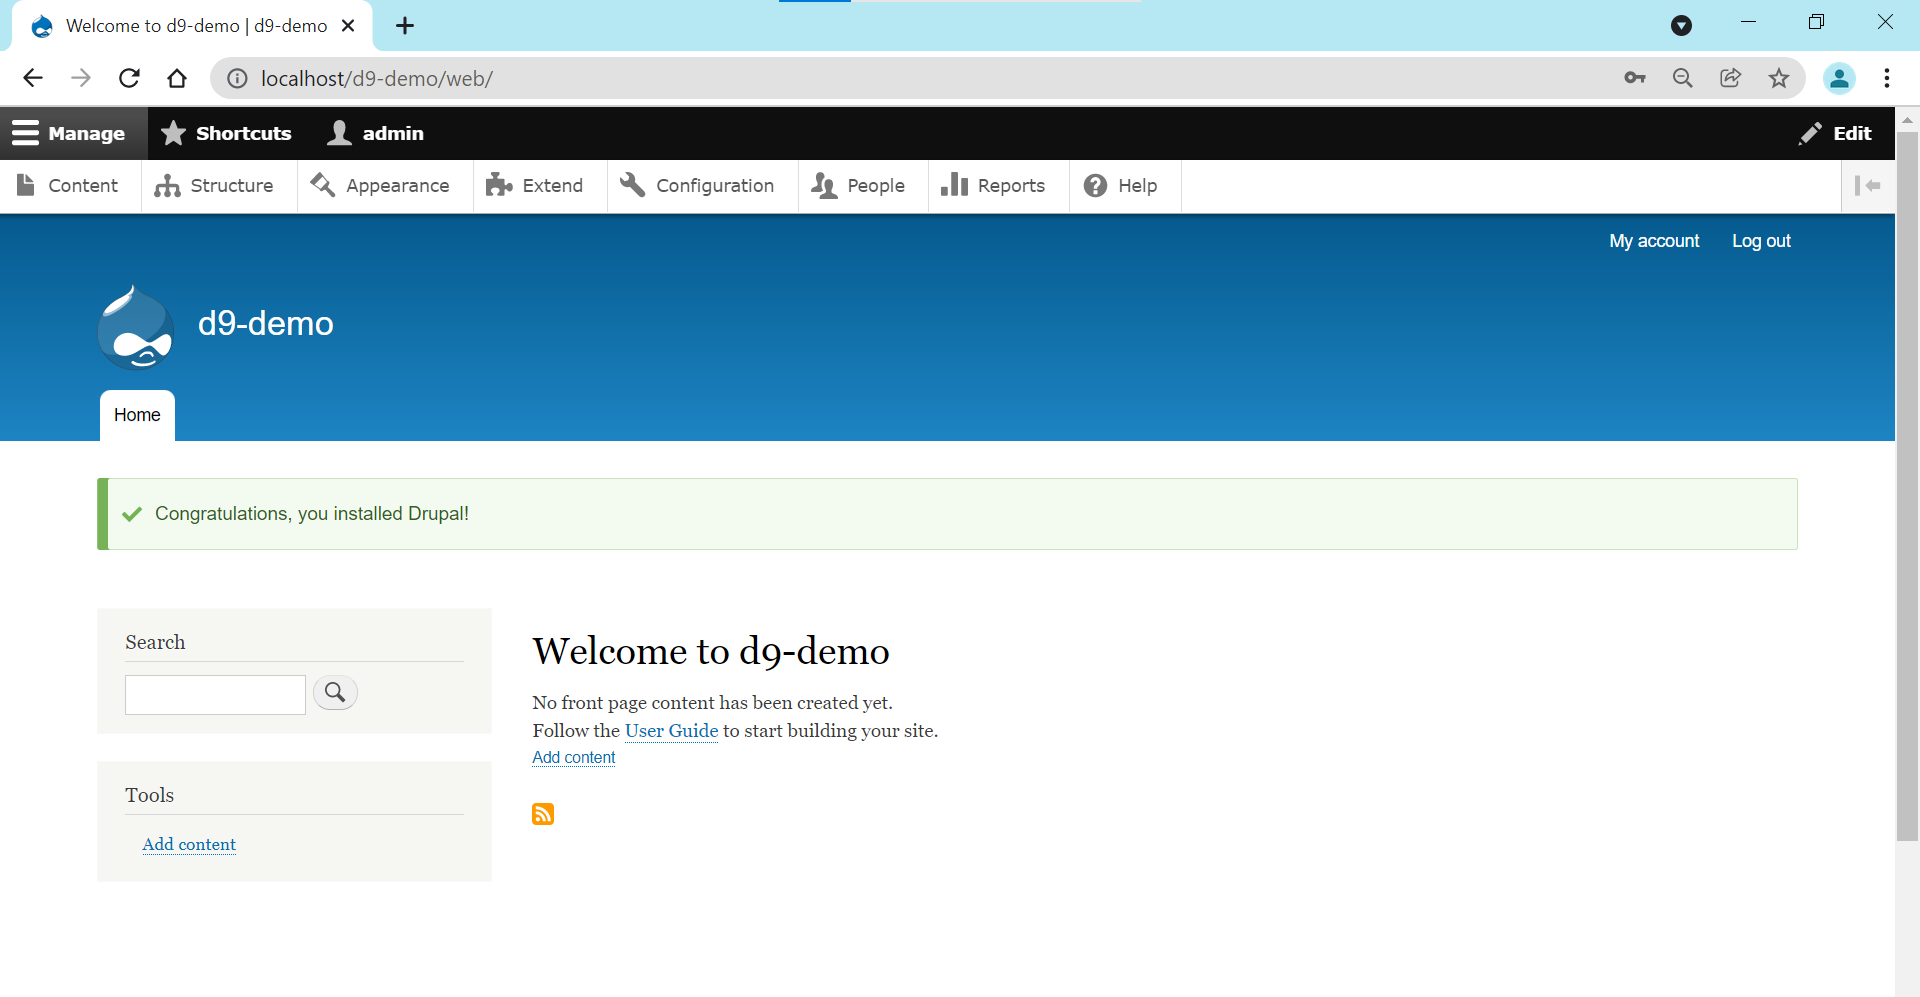 Welcome to d9-demo | d9-demo
localhost/d9-demo/web/
Manage Shortcuts admin Edit
Content Structure Appearance Extend Configuration People Reports Help
My account Log out
d9-demo
Home
Congratulations, you installed Drupal!
Search
Welcome to d9-demo
No front page content has been created yet.
Follow the User Guide to start building your site.
Add content
Tools
Add content